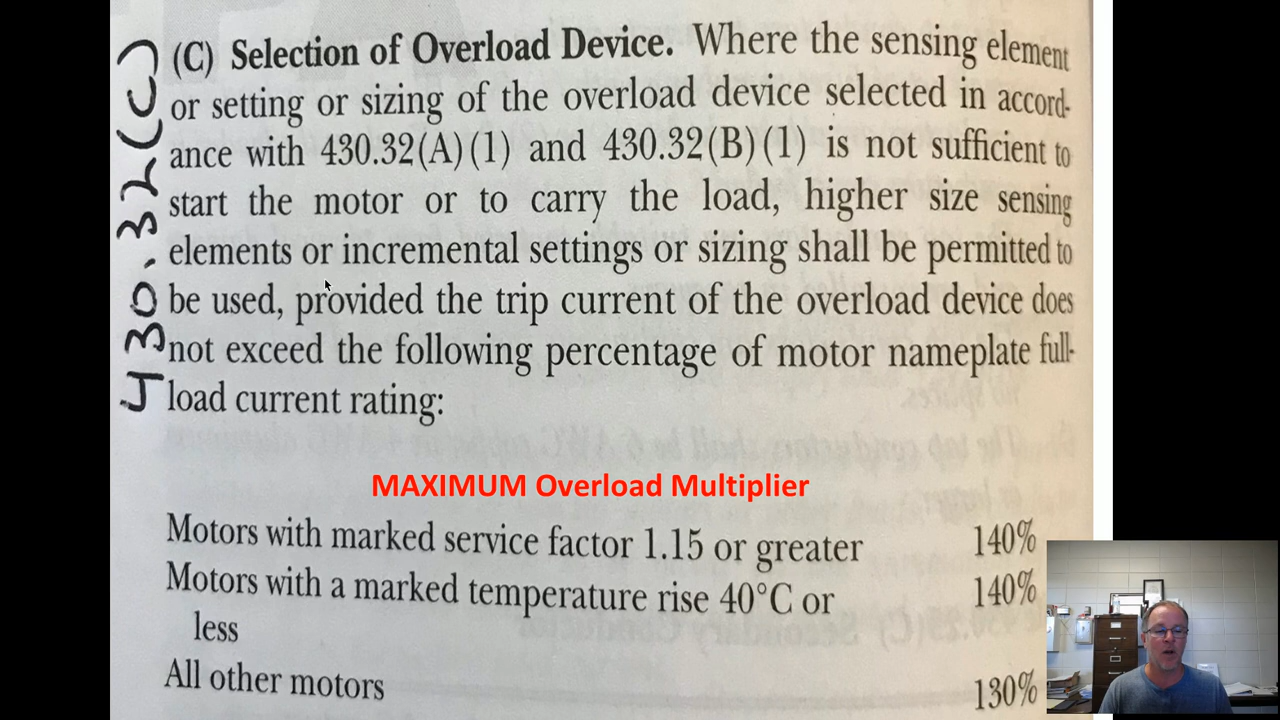 430.32(C)
(C) Selection of Overload Device. Where the sensing element
or setting or sizing of the overload device selected in accord-
ance with 430.32(A)(1) and 430.32(B)(1) is not sufficient to
start the motor or to carry the load, higher size sensing
elements or incremental settings or sizing shall be permitted to
be used, provided the trip current of the overload device does
not exceed the following percentage of motor nameplate full-
load current rating:
MAXIMUM Overload Multiplier
Motors with marked service factor 1.15 or greater 140%
Motors with a marked temperature rise 40°C or 140%
less
All other motors 130%